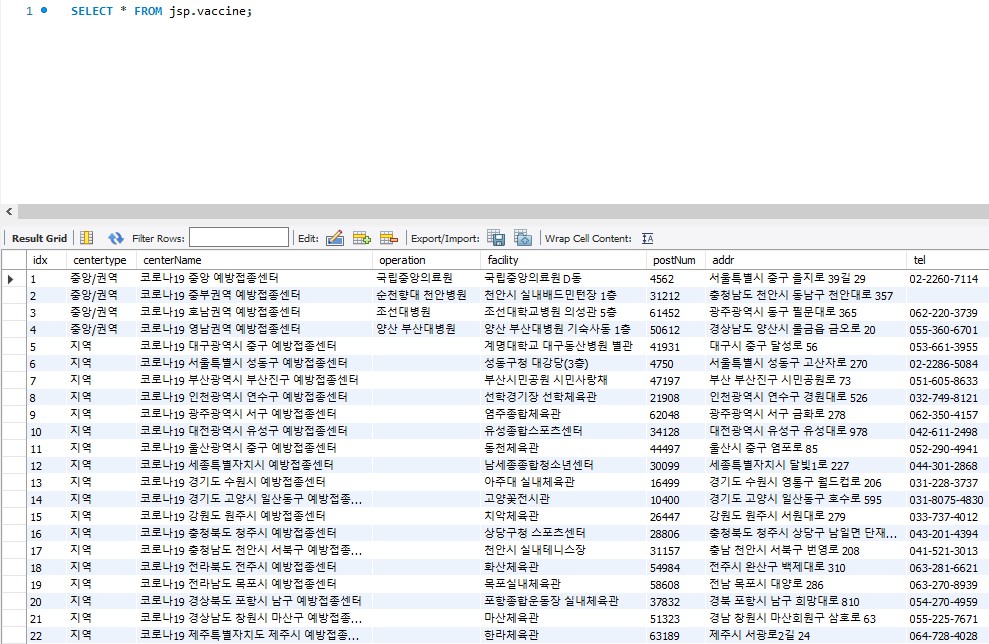 1 SELECT * FROM jsp.vaccine;
Result Grid Filter Rows: Edit: Export/Import: Wrap Cell Content: IA
idx centertype centerName operation facility postNum addr tel
1 중앙/권역 코로나19 중앙 예방접종센터 국립중앙의료원 국립중앙의료원 D동 4562 서울특별시 중구 을지로 39길 29 02-2260-7114
2 중앙/권역 코로나19 중부권역 예방접종센터 순천향대 천안병원 천안시 실내배드민턴장 1층 31212 충청남도 천안시 동남구 천안대로 357
3 중앙/권역 코로나19 호남권역 예방접종센터 조선대병원 조선대학교병원 의성관 5층 61452 광주광역시 동구 필문대로 365 062-220-3739
4 중앙/권역 코로나19 영남권역 예방접종센터 양산 부산대병원 양산 부산대병원 기숙사동 1층 50612 경상남도 양산시 물금읍 금오로 20 055-360-6701
5 지역 코로나19 대구광역시 중구 예방접종센터 계명대학교 대구동산병원 별관 41931 대구시 중구 달성로 56 053-661-3955
6 지역 코로나19 서울특별시 성동구 예방접종센터 성동구청 대강당(3층) 4750 서울특별시 성동구 고산자로 270 02-2286-5084
7 지역 코로나19 부산광역시 부산진구 예방접종센터 부산시민공원 시민사랑채 47197 부산 부산진구 시민공원로 73 051-605-8633
8 지역 코로나19 인천광역시 연수구 예방접종센터 선학경기장 선학체육관 21908 인천광역시 연수구 경원대로 526 032-749-8121
9 지역 코로나19 광주광역시 서구 예방접종센터 염주종합체육관 62048 광주광역시 서구 금화로 278 062-350-4157
10 지역 코로나19 대전광역시 유성구 예방접종센터 유성종합스포츠센터 34128 대전광역시 유성구 유성대로 978 042-611-2498
11 지역 코로나19 울산광역시 중구 예방접종센터 동천체육관 44497 울산시 중구 염포로 85 052-290-4941
12 지역 코로나19 세종특별자치시 예방접종센터 남세종종합청소년센터 30099 세종특별자치시 달빛1로 227 044-301-2868
13 지역 코로나19 경기도 수원시 예방접종센터 아주대 실내체육관 16499 경기도 수원시 영통구 월드컵로 206 031-228-3737
14 지역 코로나19 경기도 고양시 일산동구 예방접종... 고양꽃전시관 10400 경기도 고양시 일산동구 호수로 595 031-8075-4830
15 지역 코로나19 강원도 원주시 예방접종센터 치악체육관 26447 강원도 원주시 서원대로 279 033-737-4012
16 지역 코로나19 충청북도 청주시 예방접종센터 상당구청 스포츠센터 28806 충청북도 청주시 상당구 남일면 단재... 043-201-4394
17 지역 코로나19 충청남도 천안시 서북구 예방접종... 천안시 실내테니스장 31157 충남 천안시 서북구 번영로 208 041-521-3013
18 지역 코로나19 전라북도 전주시 예방접종센터 화산체육관 54984 전주시 완산구 백제대로 310 063-281-6621
19 지역 코로나19 전라남도 목포시 예방접종센터 목포실내체육관 58608 전남 목포시 대양로 286 063-270-8939
20 지역 코로나19 경상북도 포항시 남구 예방접종센터 포항종합운동장 실내체육관 37832 경북 포항시 남구 희망대로 810 054-270-4959
21 지역 코로나19 경상남도 창원시 마산구 예방접종... 마산체육관 51323 경남 창원시 마산회원구 삼호로 63 055-225-7671
22 지역 코로나19 제주특별자치도 제주시 예방접종... 한라체육관 63189 제주시 서광로2길 24 064-728-4028